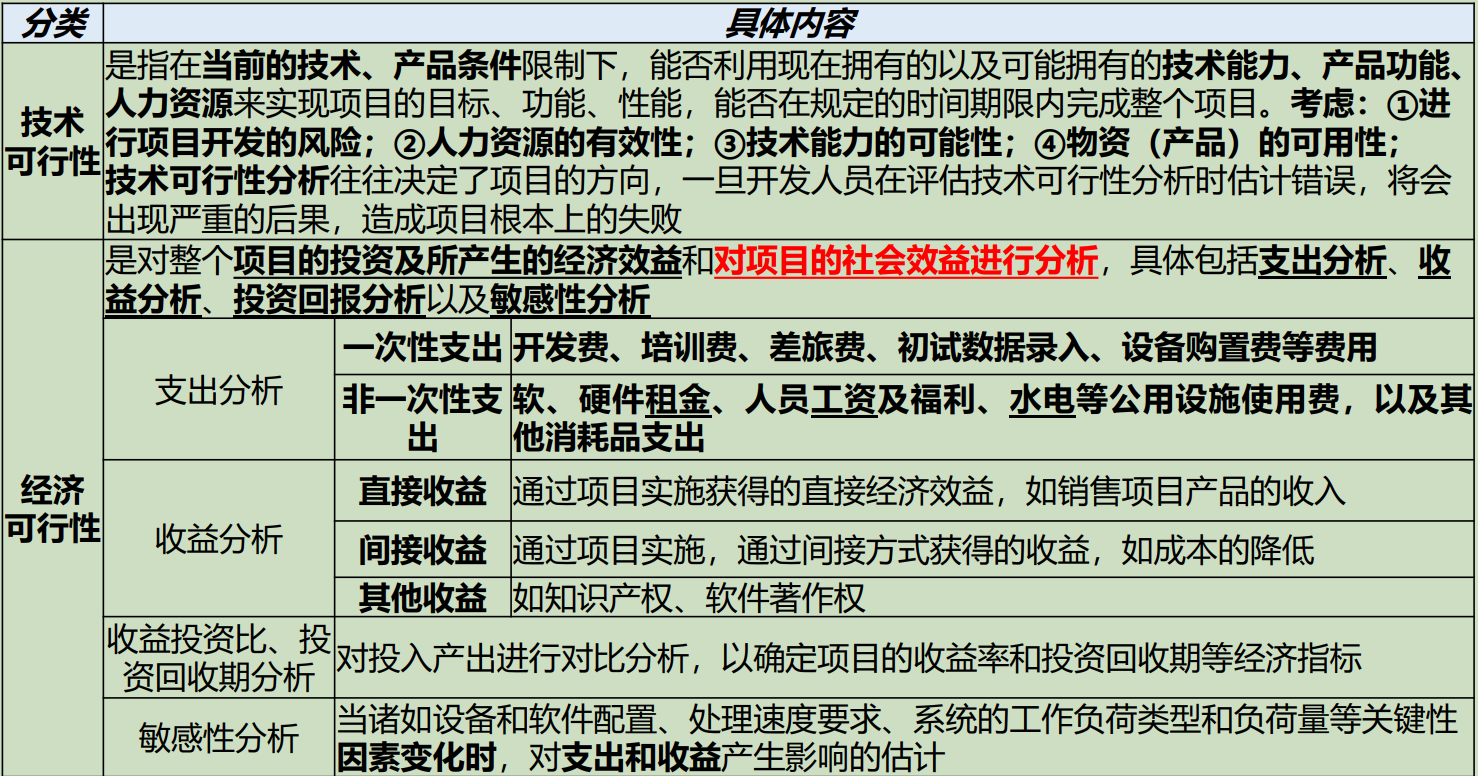 分类
具体内容
技术
可行性
是指在当前的技术、产品条件限制下，能否利用现在拥有的以及可能拥有的技术能力、产品功能、
人力资源来实现项目的目标、功能、性能，能否在规定的时间期限内完成整个项目。考虑：①进
行项目开发的风险；②人力资源的有效性；③技术能力的可能性；④物资（产品）的可用性；
技术可行性分析往往决定了项目的方向，一旦开发人员在评估技术可行性分析时估计错误，将会
出现严重的后果，造成项目根本上的失败
经济
可行性
是对整个项目的投资及所产生的经济效益和对项目的社会效益进行分析，具体包括支出分析、收
益分析、投资回报分析以及敏感性分析
支出分析
一次性支出
开发费、培训费、差旅费、初试数据录入、设备购置费等费用
非一次性支
出
软、硬件租金、人员工资及福利、水电等公用设施使用费，以及其
他消耗品支出
收益分析
直接收益
通过项目实施获得的直接经济效益，如销售项目产品的收入
间接收益
通过项目实施，通过间接方式获得的收益，如成本的降低
其他收益
如知识产权、软件著作权
收益投资比、投
资回收期分析
对投入产出进行对比分析，以确定项目的收益率和投资回收期等经济指标
敏感性分析
当诸如设备和软件配置、处理速度要求、系统的工作负荷类型和负荷量等关键性
因素变化时，对支出和收益产生影响的估计